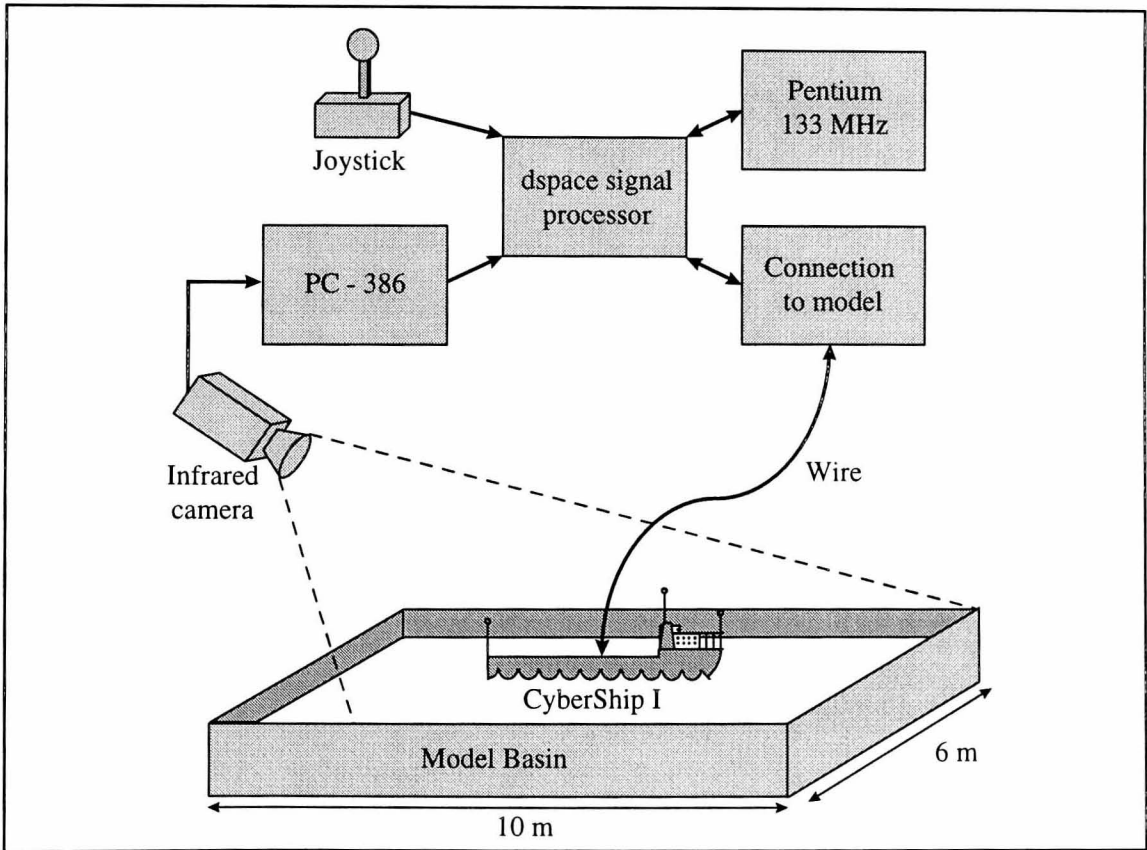 Joystick
Pentium
133 MHz
dspace signal
processor
PC - 386
Connection
to model
Infrared
camera
Wire
CyberShip I
Model Basin
6 m
10 m